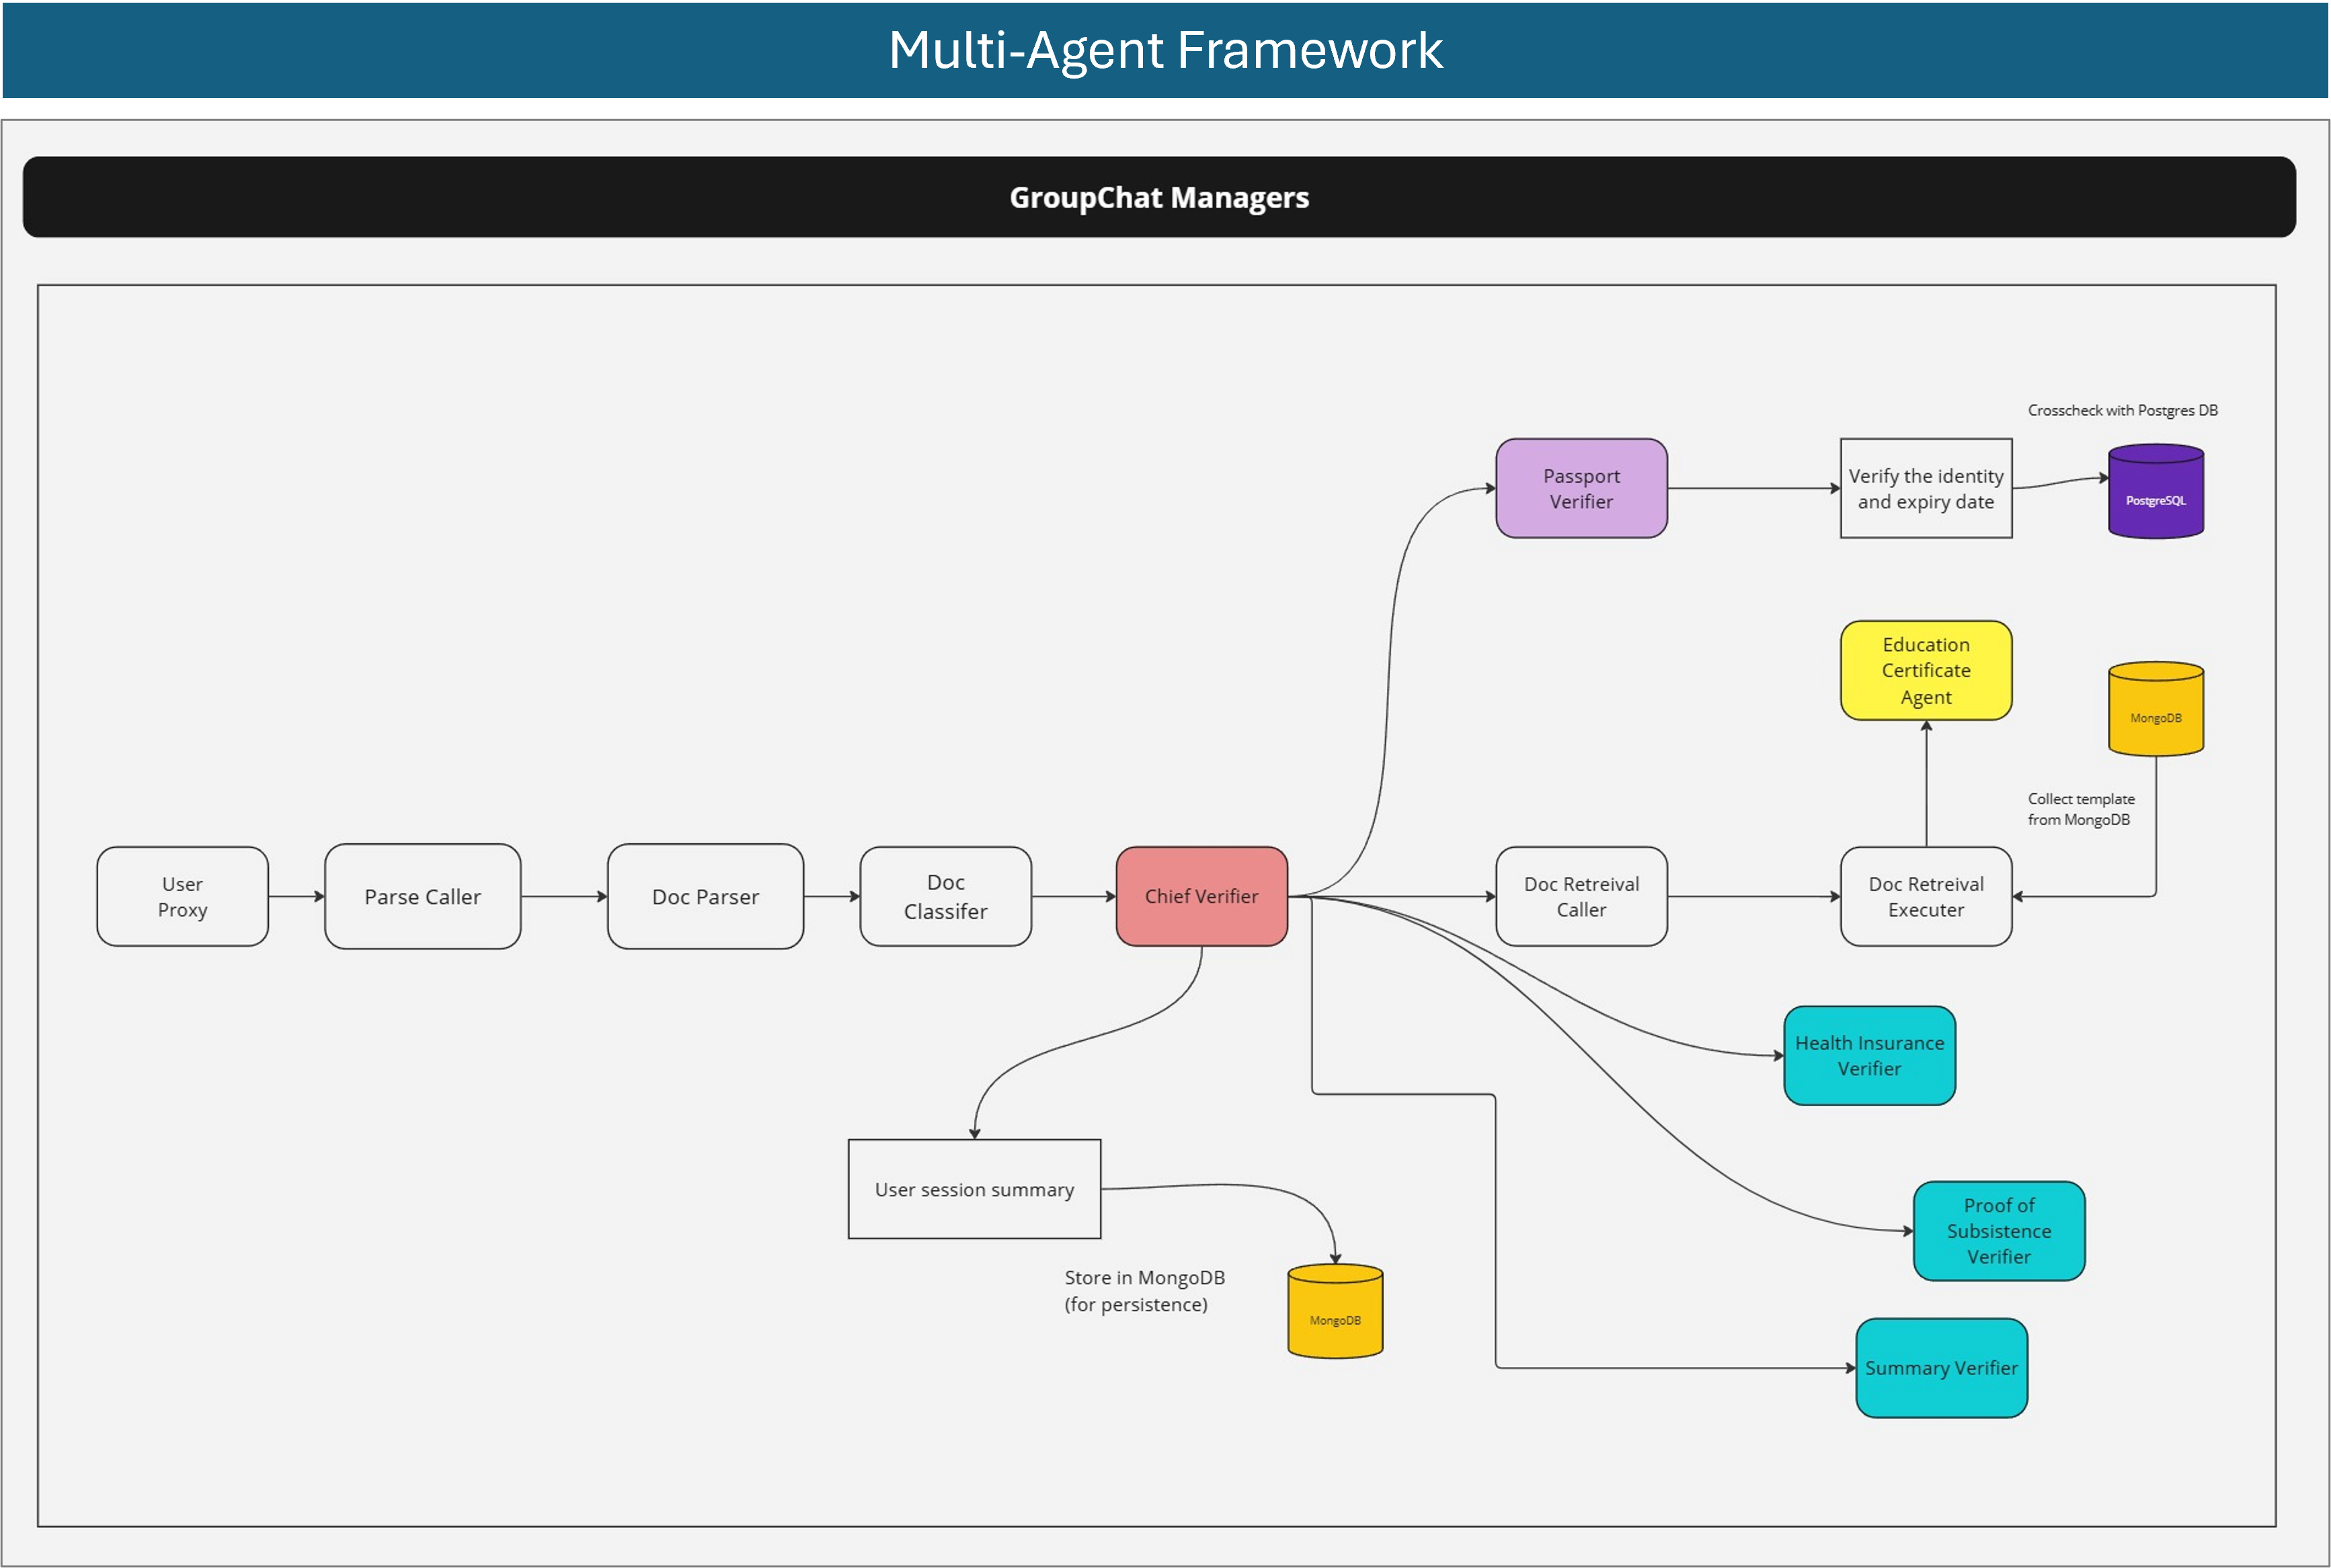 Multi-Agent Framework
GroupChat Managers
Crosscheck with Postgres DB
Passport
Verifier
Verify the identity
and expiry date
PostgreSQL
Education
Certificate
Agent
MongoDB
Collect template
from MongoDB
User
Proxy
Parse Caller
Doc Parser
Doc
Classifer
Chief Verifier
Doc Retreival
Caller
Doc Retreival
Executer
Health Insurance
Verifier
User session summary
Proof of
Subsistence
Verifier
Store in MongoDB
(for persistence)
MongoDB
Summary Verifier